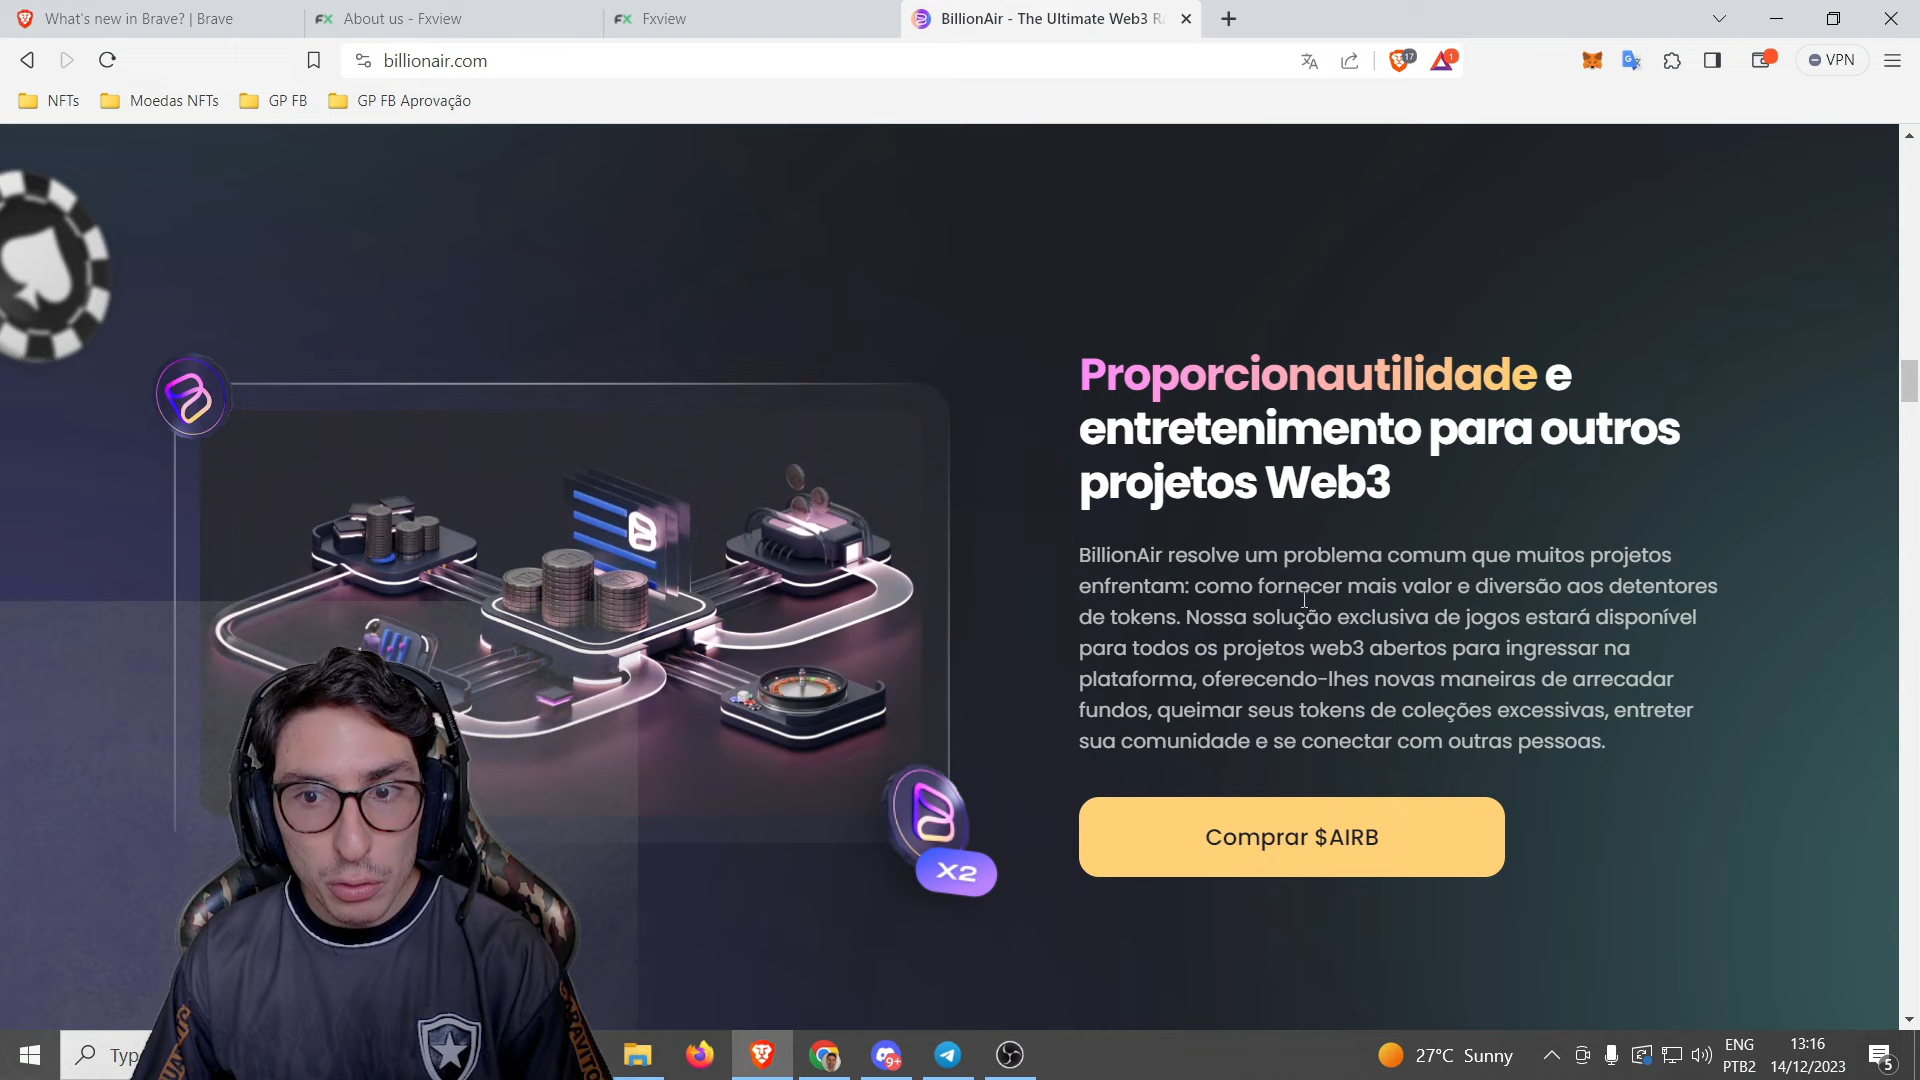 What's new in Brave? | Brave
About us - Fxview
Fxview
BillionAir - The Ultimate Web3 R
billionair.com
17
1
VPN
NFTs
Moedas NFTs
GP FB
GP FB Aprovação
Proporcionautilidade e
entretenimento para outros
projetos Web3
BillionAir resolve um problema comum que muitos projetos
enfrentam: como fornecer mais valor e diversão aos detentores
de tokens. Nossa solução exclusiva de jogos estará disponível
para todos os projetos web3 abertos para ingressar na
plataforma, oferecendo-lhes novas maneiras de arrecadar
fundos, queimar seus tokens de coleções excessivas, entreter
sua comunidade e se conectar com outras pessoas.
Comprar $AIRB
X2
Typ
9+
27°C Sunny
ENG
PTB2
13:16
14/12/2023
5